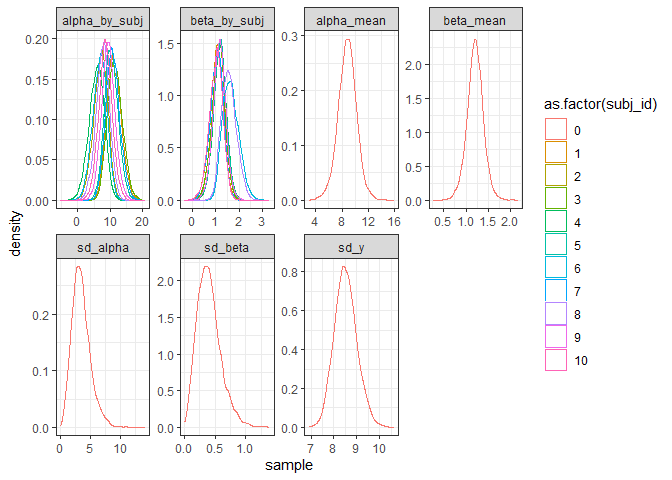 alpha_by_subj
beta_by_subj
alpha_mean
beta_mean
0.20
0.15
0.10
0.05
0.00
0 10 20
1.5
1.0
0.5
0.0
0 1 2 3
0.3
0.2
0.1
0.0
4 8 12 16
2.0
1.5
1.0
0.5
0.0
0.5 1.0 1.5 2.0
density
sd_alpha
sd_beta
sd_y
0.2
0.1
0.0
0 5 10
2.0
1.5
1.0
0.5
0.0
0.0 0.5 1.0
0.8
0.6
0.4
0.2
0.0
7 8 9 10
sample
as.factor(subj_id)
0
1
2
3
4
5
6
7
8
9
10